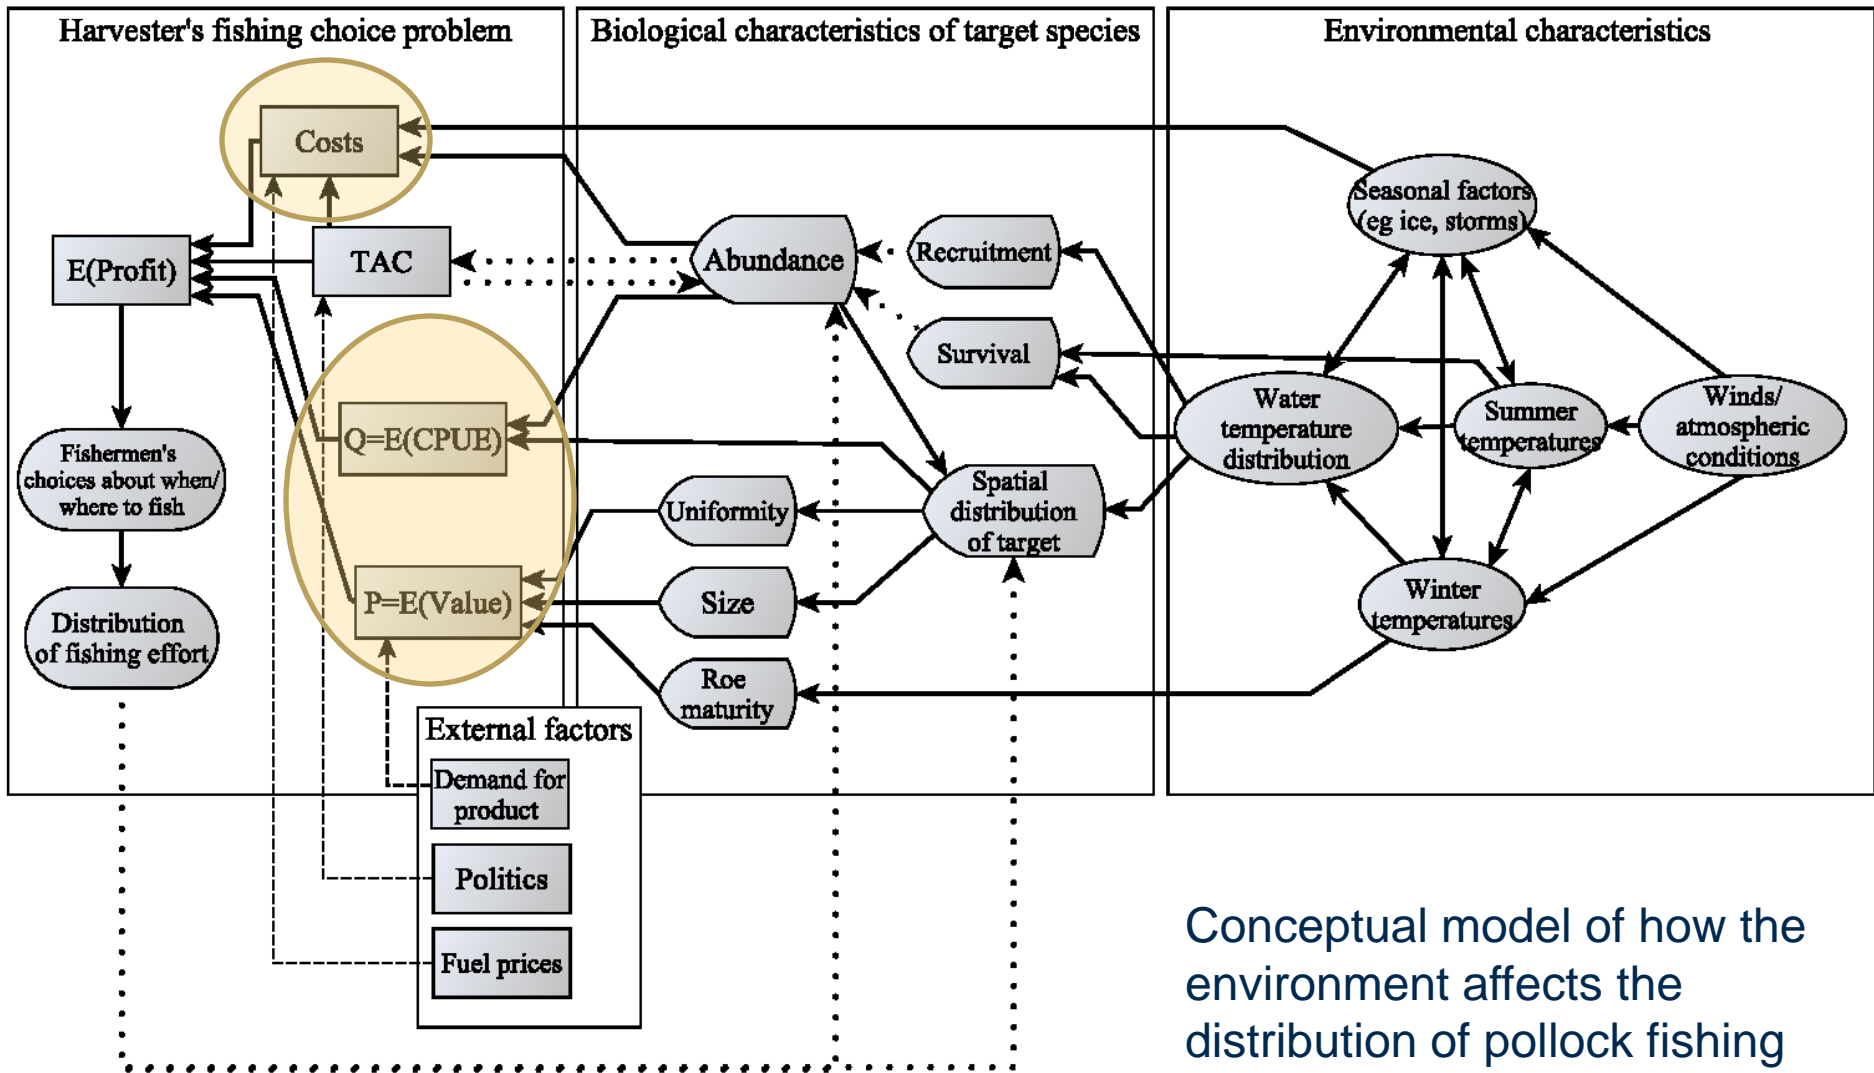 Harvester's fishing choice problem
Costs
E(Profit)
TAC
Q=E(CPUE)
Fishermen's
choices about when/
where to fish
P=E(Value)
Distribution
of fishing effort
External factors
Demand for
product
Politics
Fuel prices
Biological characteristics of target species
Abundance
Recruitment
Survival
Spatial
distribution
of target
Uniformity
Size
Roe
maturity
Environmental characteristics
Seasonal factors
(eg ice, storms)
Water
temperature
distribution
Summer
temperatures
Winds/
atmospheric
conditions
Winter
temperatures
Conceptual model of how the
environment affects the
distribution of pollock fishing